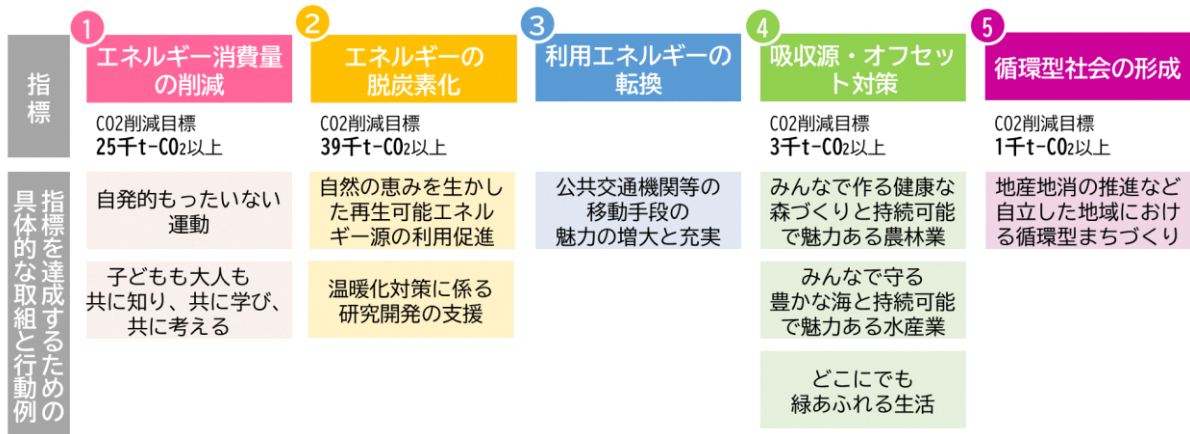 指標
1
エネルギー消費量
の削減
CO2削減目標
25千t-CO₂以上
2
エネルギーの
脱炭素化
CO2削減目標
39千t-CO₂以上
3
利用エネルギーの
転換
4
吸収源・オフセッ
ト対策
CO2削減目標
3千t-CO₂以上
5
循環型社会の形成
CO2削減目標
1千t-CO₂以上
指標を達成するための
具体的な取組と行動例
自発的もったいない
運動
子どもも大人も
共に知り、共に学び、
共に考える
自然の恵みを生かし
た再生可能エネル
ギー源の利用促進
温暖化対策に係る
研究開発の支援
公共交通機関等の
移動手段の
魅力の増大と充実
みんなで作る健康な
森づくりと持続可能
で魅力ある農林業
みんなで守る
豊かな海と持続可能
で魅力ある水産業
どこにでも
緑あふれる生活
地産地消の推進など
自立した地域におけ
る循環型まちづくり